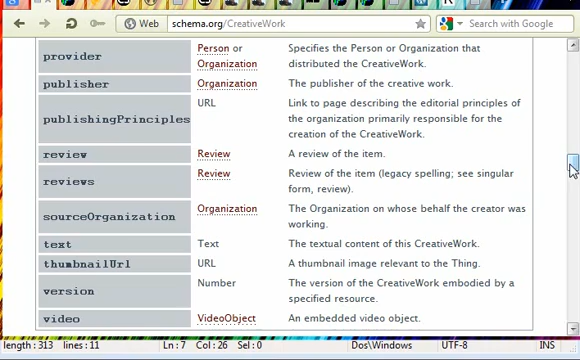 Web
schema.org/CreativeWork
Search with Google
provider
Person or
Organization
Specifies the Person or Organization that
distributed the CreativeWork.
publisher
Organization
The publisher of the creative work.
publishingPrinciples
URL
Link to page describing the editorial principles of
the organization primarily responsible for the
creation of the CreativeWork.
review
Review
A review of the item.
reviews
Review
Review of the item (legacy spelling; see singular
form, review).
sourceOrganization
Organization
The Organization on whose behalf the creator was
working.
text
Text
The textual content of this CreativeWork.
thumbnailUrl
URL
A thumbnail image relevant to the Thing.
version
Number
The version of the CreativeWork embodied by a
specified resource.
video
VideoObject
An embedded video object.
length : 313 lines : 11 Ln : 7 Col : 26 Sel : 0 Dos\Windows UTF-8 INS